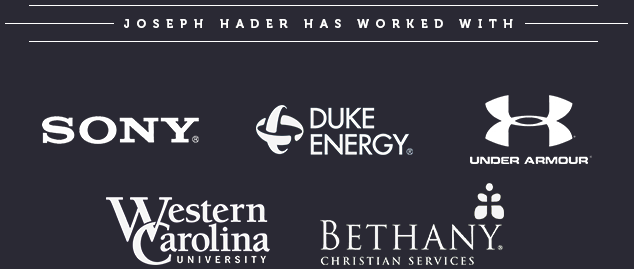 JOSEPH HADER HAS WORKED WITH
SONY®
DUKE
ENERGY®
UNDER ARMOUR®
Western
Carolina
UNIVERSITY
BETHANY®
CHRISTIAN SERVICES